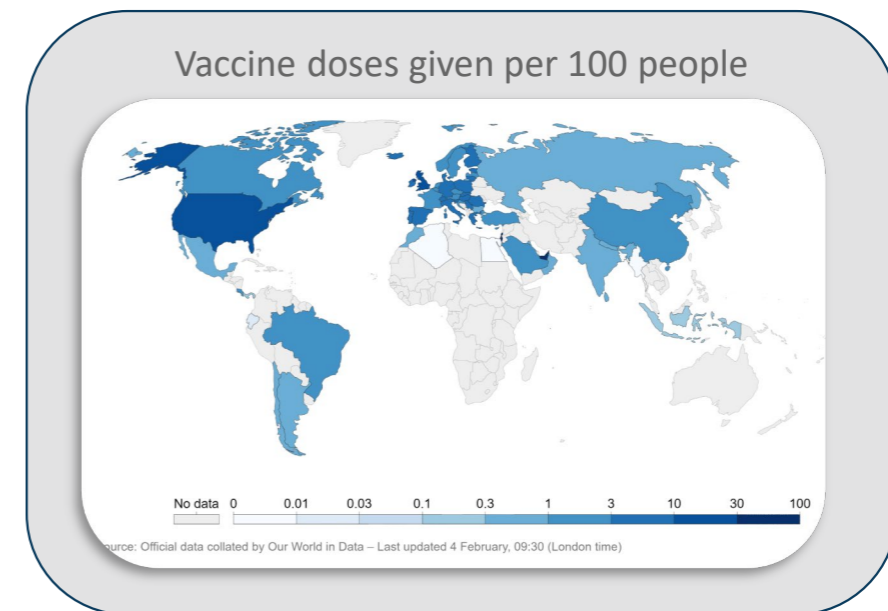 Vaccine doses given per 100 people
No data 0 0.01 0.03 0.1 0.3 1 3 10 30 100
ource: Official data collated by Our World in Data – Last updated 4 February, 09:30 (London time)